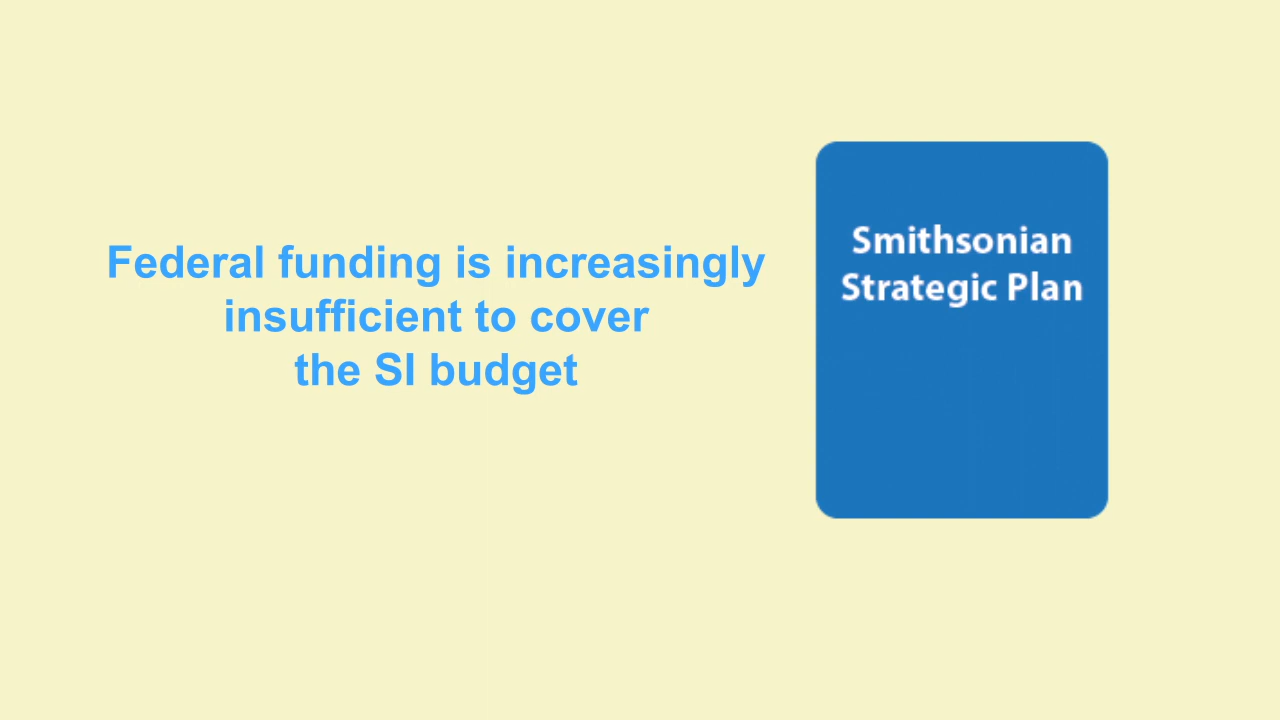 Federal funding is increasingly
insufficient to cover
the SI budget
Smithsonian
Strategic Plan